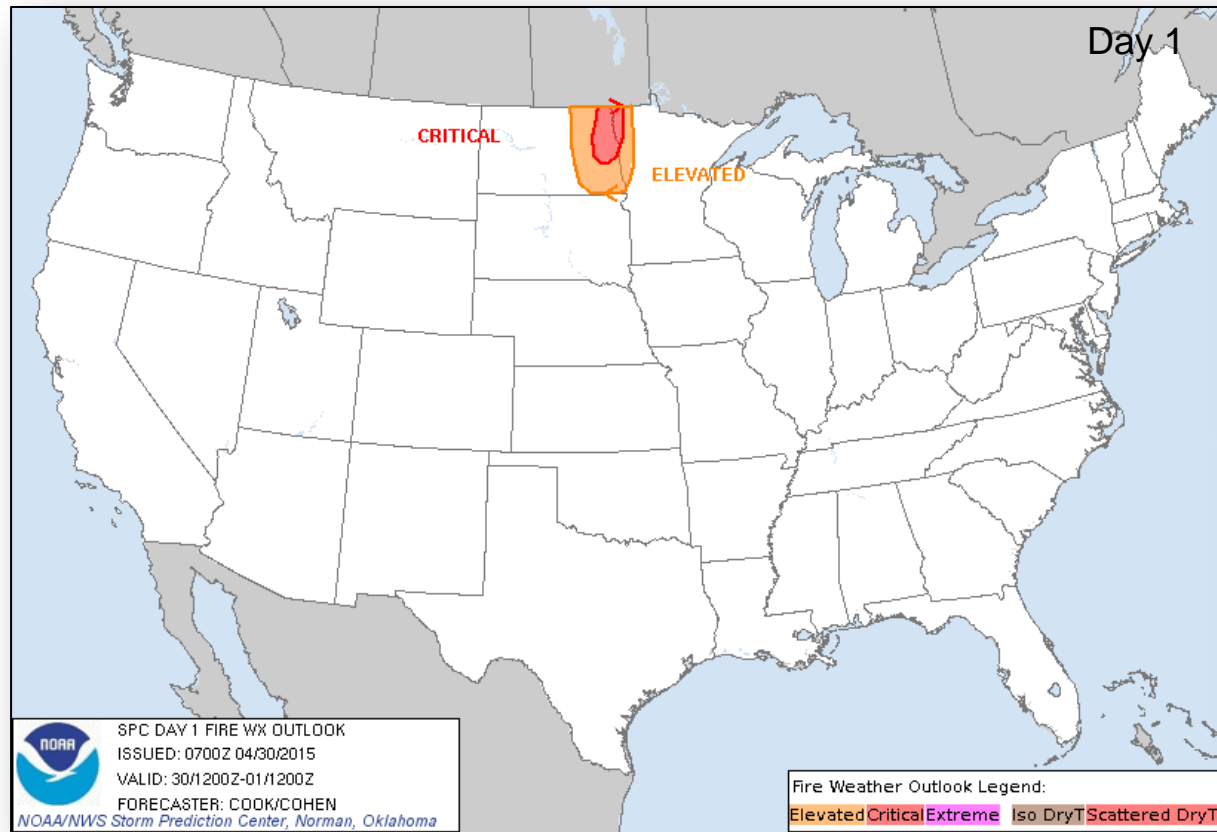 Day 1
CRITICAL
ELEVATED
NOAA
SPC DAY 1 FIRE WX OUTLOOK
ISSUED: 0700Z 04/30/2015
VALID: 30/1200Z-01/1200Z
FORECASTER: COOK/COHEN
NOAA/NWS Storm Prediction Center, Norman, Oklahoma
Fire Weather Outlook Legend:
Elevated Critical Extreme Iso DryT Scattered DryT